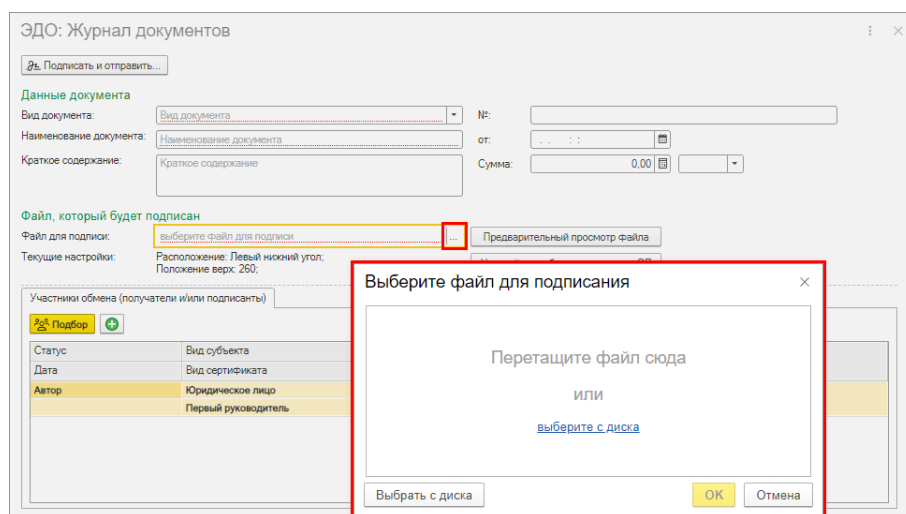 ЭДО: Журнал документов
Подписать и отправить...
Данные документа
Вид документа: Вид документа №:
Наименование документа: Наименование документа от: . . : :
Краткое содержание: Краткое содержание Сумма: 0,00
Файл, который будет подписан
Файл для подписи: выберите файл для подписи ... Предварительный просмотр файла
Текущие настройки: Расположение: Левый нижний угол;
Положение верх: 260;
Выберите файл для подписания
Участники обмена (получатели и/или подписанты)
Подбор
Статус Вид субъекта
Дата Вид сертификата
Автор Юридическое лицо
Первый руководитель
Перетащите файл сюда
или
выберите с диска
Выбрать с диска OK Отмена